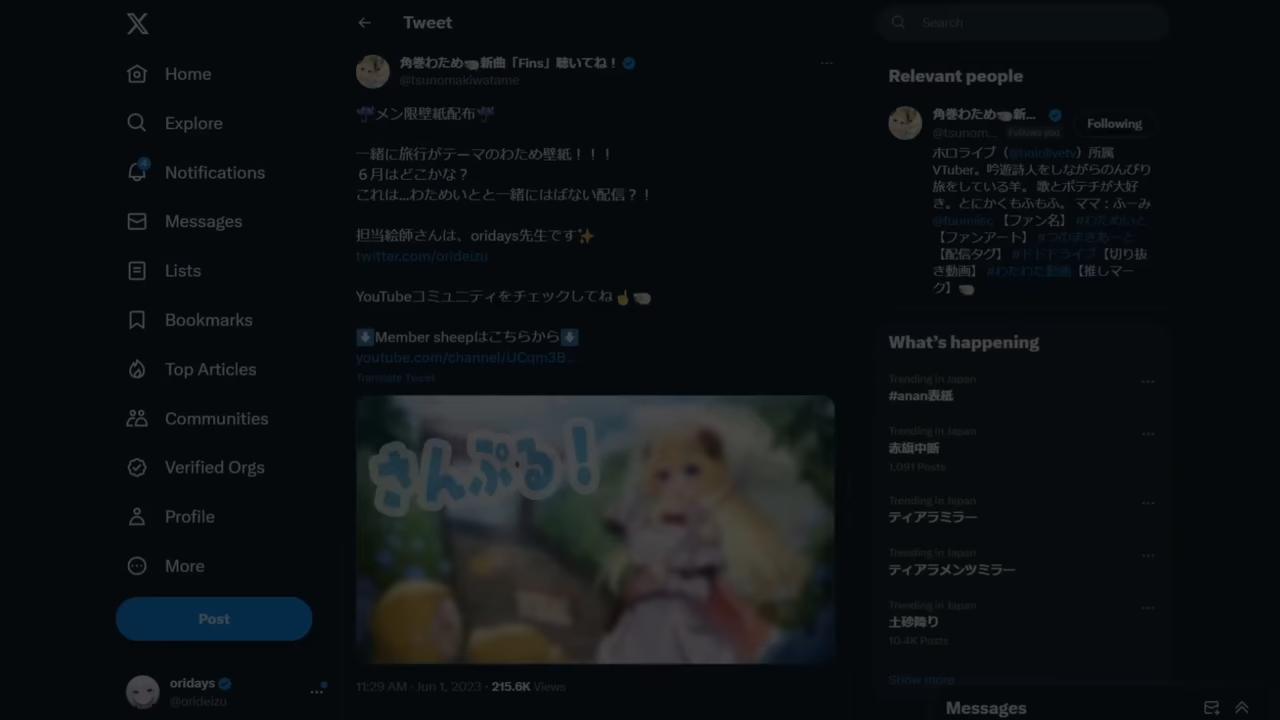 Home
Explore
4
Notifications
Messages
Lists
Bookmarks
Top Articles
Communities
Verified Orgs
Profile
More
Post
oridays
@orideizu
Tweet
角巻わため🐏新曲「Fins」聴いてね！
@tsunomakiwatame
メン限壁紙配布
一緒に旅行がテーマのわため壁紙！！！
６月はどこかな？
これは...わためいとと一緒にはばない配信？！
担当絵師さんは、oridays先生です✨
twitter.com/orideizu
YouTubeコミュニティをチェックしてね☝🐏
⬇Member sheepはこちらから⬇
youtube.com/channel/UCqm3B...
Translate Tweet
さんぷる！
11:29 AM · Jun 1, 2023 · 215.6K Views
Search
Relevant people
角巻わため🐏新...
@tsunom... Follows you
Following
ホロライブ（@hololivetv）所属
VTuber。吟遊詩人をしながらのんびり
旅をしている羊。 歌とポテチが大好
き。とにかくもふもふ。 ママ：ふーみ
@fuumiisc 【ファン名】 #わためいと
【ファンアート】 #つのまきあーと
【配信タグ】 #ドドドライブ【切り抜
き動画】 #わたわた動画【推しマー
ク】🐏
What's happening
Trending in Japan
#anan表紙
Trending in Japan
赤旗中断
1,091 Posts
Trending in Japan
ティアラミラー
Trending in Japan
ティアラメンツミラー
Trending in Japan
土砂降り
10.4K Posts
Show more
Messages